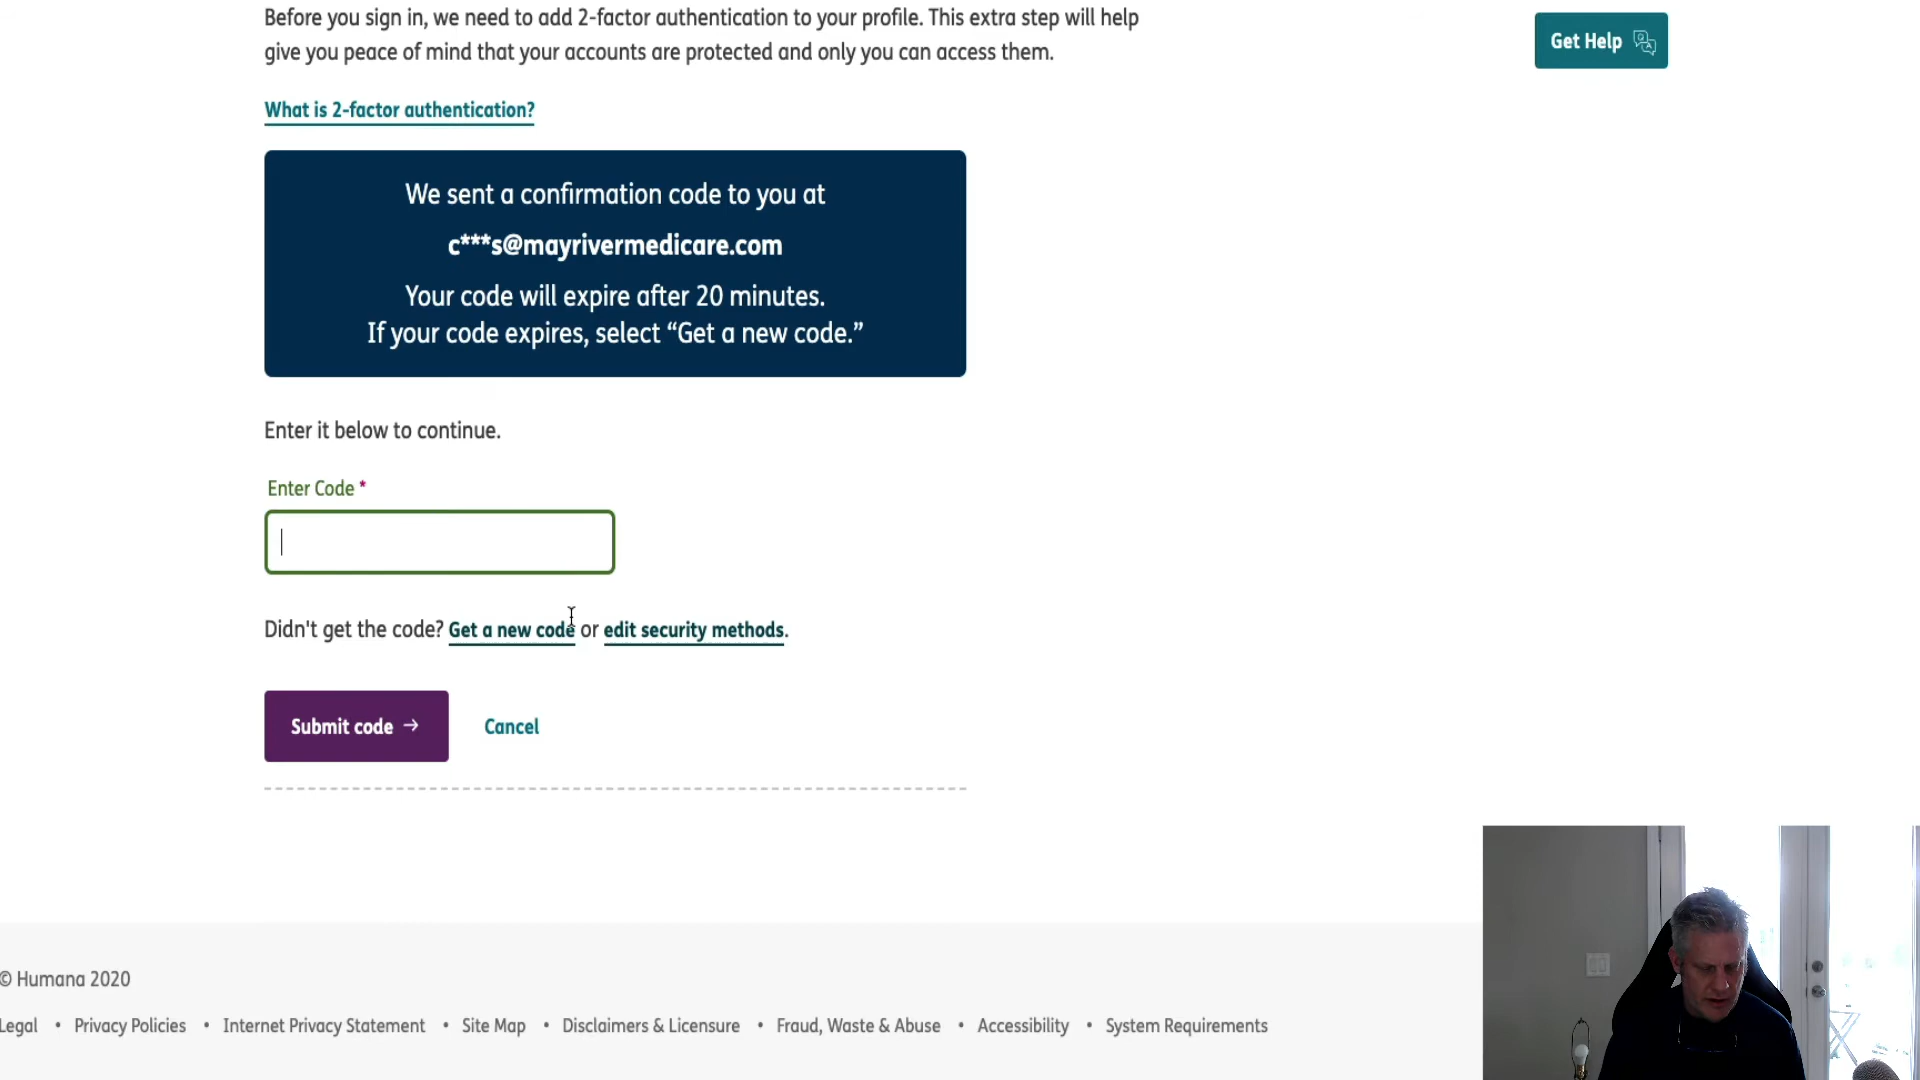 Before you sign in, we need to add 2-factor authentication to your profile. This extra step will help
give you peace of mind that your accounts are protected and only you can access them.
Get Help
What is 2-factor authentication?
We sent a confirmation code to you at
c***s@mayrivermedicare.com
Your code will expire after 20 minutes.
If your code expires, select “Get a new code.”
Enter it below to continue.
Enter Code *
Didn't get the code? Get a new code or edit security methods.
Submit code →
Cancel
© Humana 2020
Legal • Privacy Policies • Internet Privacy Statement • Site Map • Disclaimers & Licensure • Fraud, Waste & Abuse • Accessibility • System Requirements